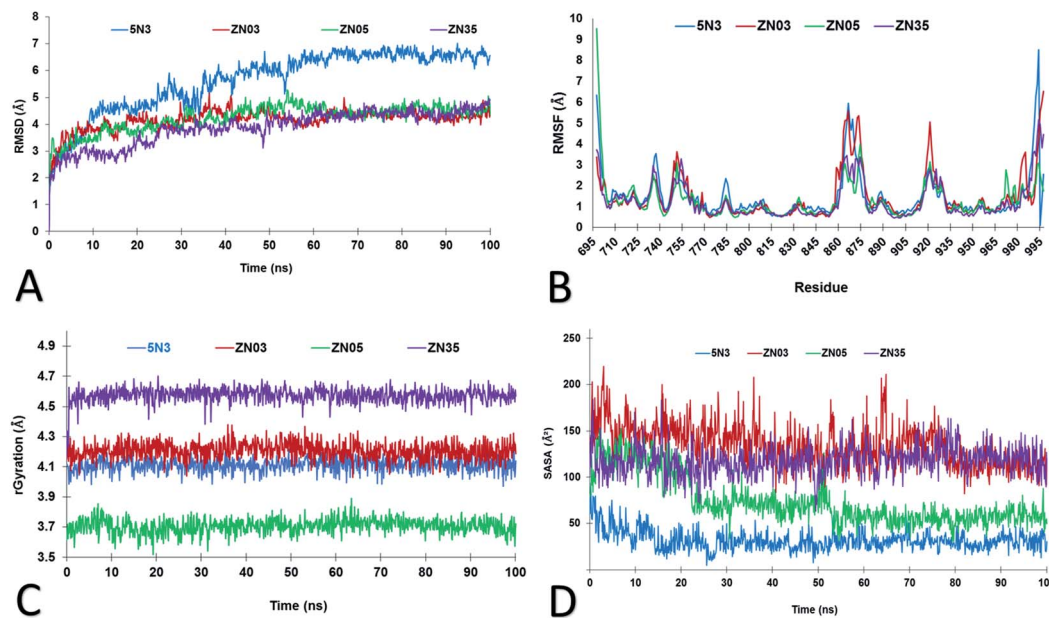 5N3 ZN03 ZN05 ZN35
RMSD (Å)
8
7
6
5
4
3
2
1
0
0 10 20 30 40 50 60 70 80 90 100
Time (ns)
A
5N3 ZN03 ZN05 ZN35
RMSF (Å)
10
9
8
7
6
5
4
3
2
1
0
695 710 725 740 755 770 785 800 815 830 845 860 875 890 905 920 935 950 965 980 995
Residue
B
5N3 ZN03 ZN05 ZN35
rGyration (Å)
4.9
4.7
4.5
4.3
4.1
3.9
3.7
3.5
0 10 20 30 40 50 60 70 80 90 100
Time (ns)
C
5N3 ZN03 ZN05 ZN35
SASA (Å²)
250
200
150
100
50
0 10 20 30 40 50 60 70 80 90 10
Time (ns)
D